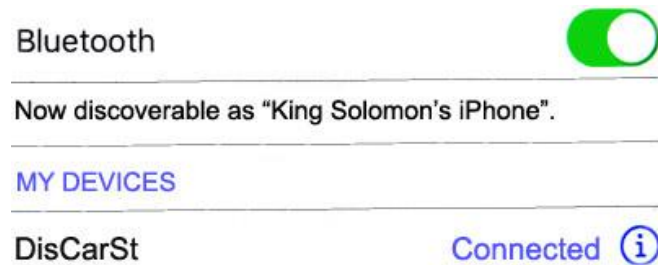 Bluetooth
Now discoverable as “King Solomon’s iPhone”.
MY DEVICES
DisCarSt Connected i